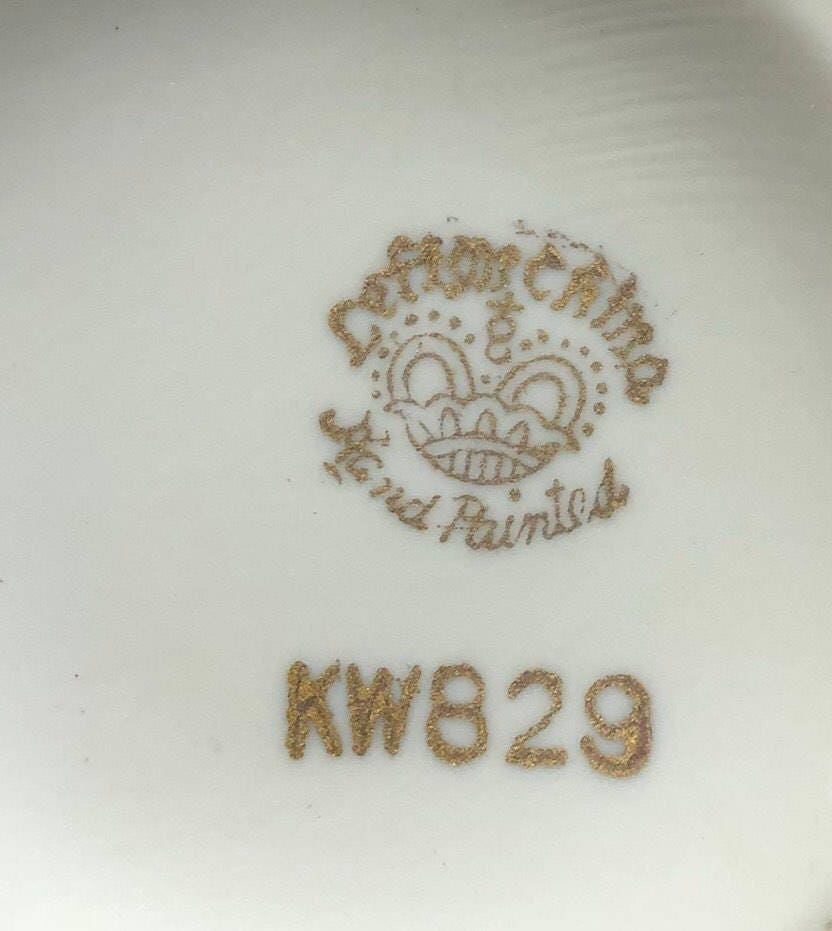 Lefton China
Hand Painted
KW829